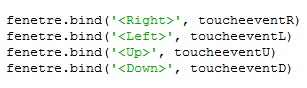 fenetre.bind('<Right>', toucheeventR)
fenetre.bind('<Left>', toucheeventL)
fenetre.bind('<Up>', toucheeventU)
fenetre.bind('<Down>', toucheeventD)